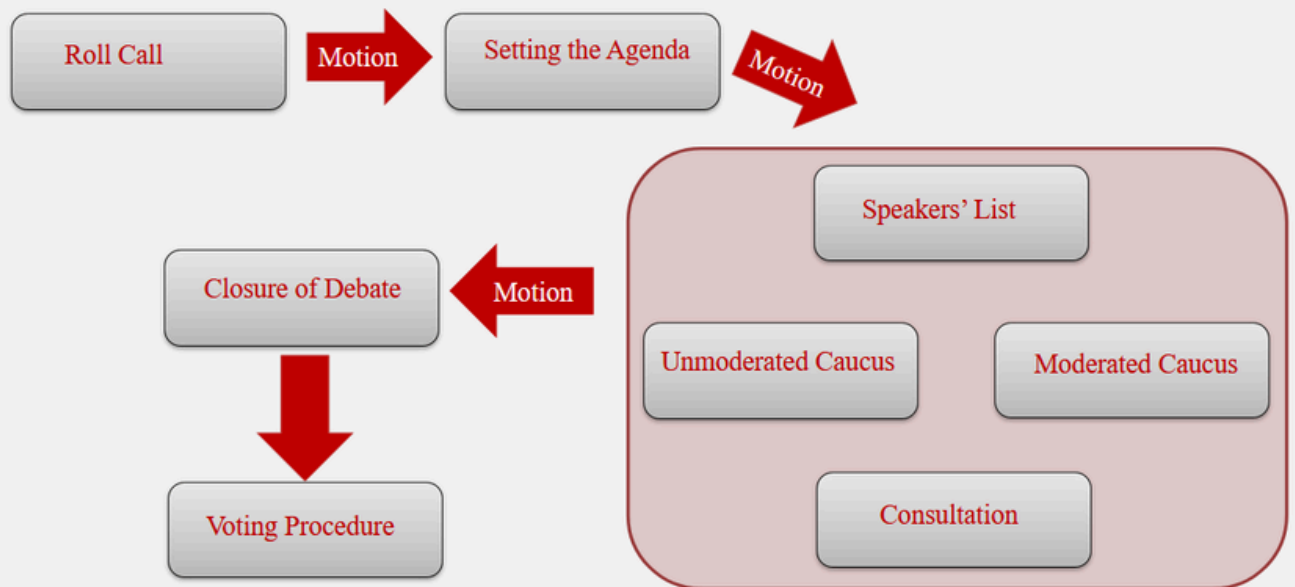 Roll Call
Motion
Setting the Agenda
Motion
Speakers’ List
Unmoderated Caucus
Moderated Caucus
Consultation
Motion
Closure of Debate
Voting Procedure